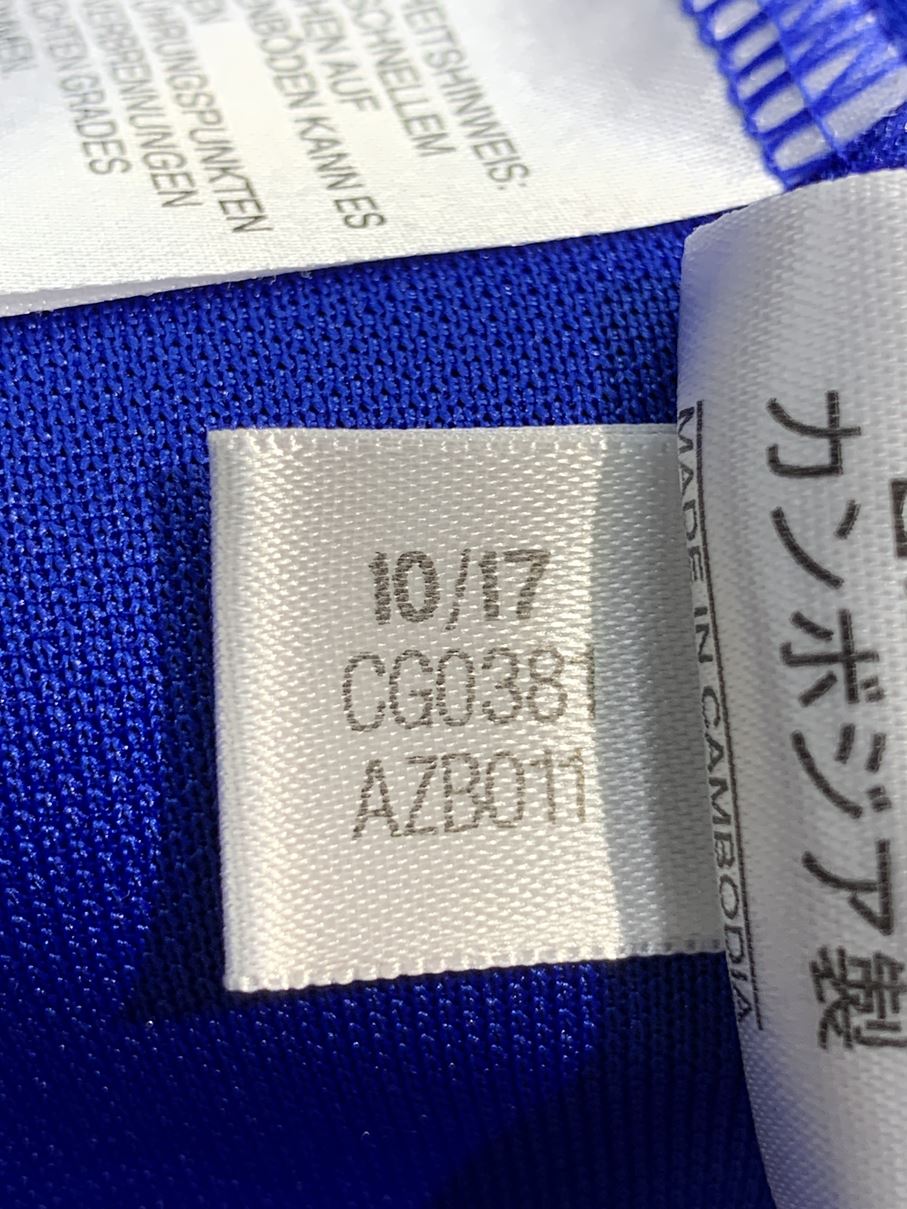 EITSHINWEIS:
SCHNELLEM
HEN AUF
NBÖDEN KANN ES
ÜHRUNGSPUNKTEN
VERBRENNUNGEN
CHTEN GRADES
10/17
CG0381
AZB011
MADE IN CAMBODIA
カンボジア製